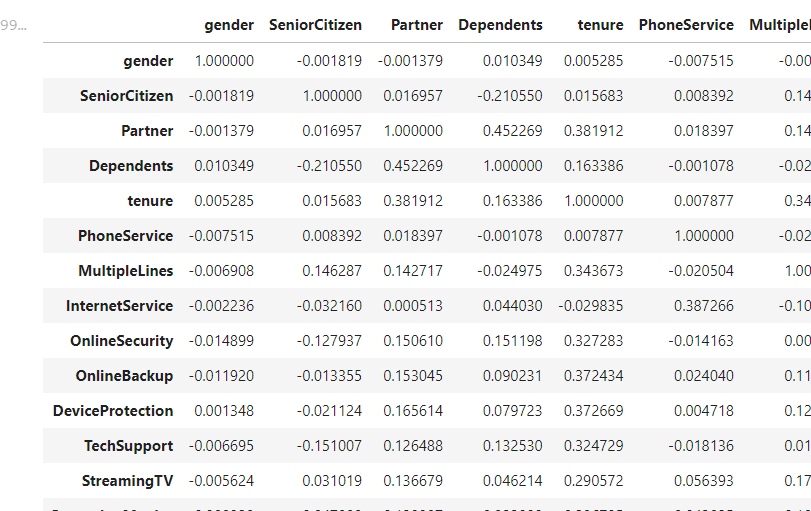 99...
gender SeniorCitizen Partner Dependents tenure PhoneService Multiple
gender 1.000000 -0.001819 -0.001379 0.010349 0.005285 -0.007515 -0.00
SeniorCitizen -0.001819 1.000000 0.016957 -0.210550 0.015683 0.008392 0.14
Partner -0.001379 0.016957 1.000000 0.452269 0.381912 0.018397 0.14
Dependents 0.010349 -0.210550 0.452269 1.000000 0.163386 -0.001078 -0.02
tenure 0.005285 0.015683 0.381912 0.163386 1.000000 0.007877 0.34
PhoneService -0.007515 0.008392 0.018397 -0.001078 0.007877 1.000000 -0.02
MultipleLines -0.006908 0.146287 0.142717 -0.024975 0.343673 -0.020504 1.00
InternetService -0.002236 -0.032160 0.000513 0.044030 -0.029835 0.387266 -0.10
OnlineSecurity -0.014899 -0.127937 0.150610 0.151198 0.327283 -0.014163 0.00
OnlineBackup -0.011920 -0.013355 0.153045 0.090231 0.372434 0.024040 0.11
DeviceProtection 0.001348 -0.021124 0.165614 0.079723 0.372669 0.004718 0.12
TechSupport -0.006695 -0.151007 0.126488 0.132530 0.324729 -0.018136 0.01
StreamingTV -0.005624 0.031019 0.136679 0.046214 0.290572 0.056393 0.17